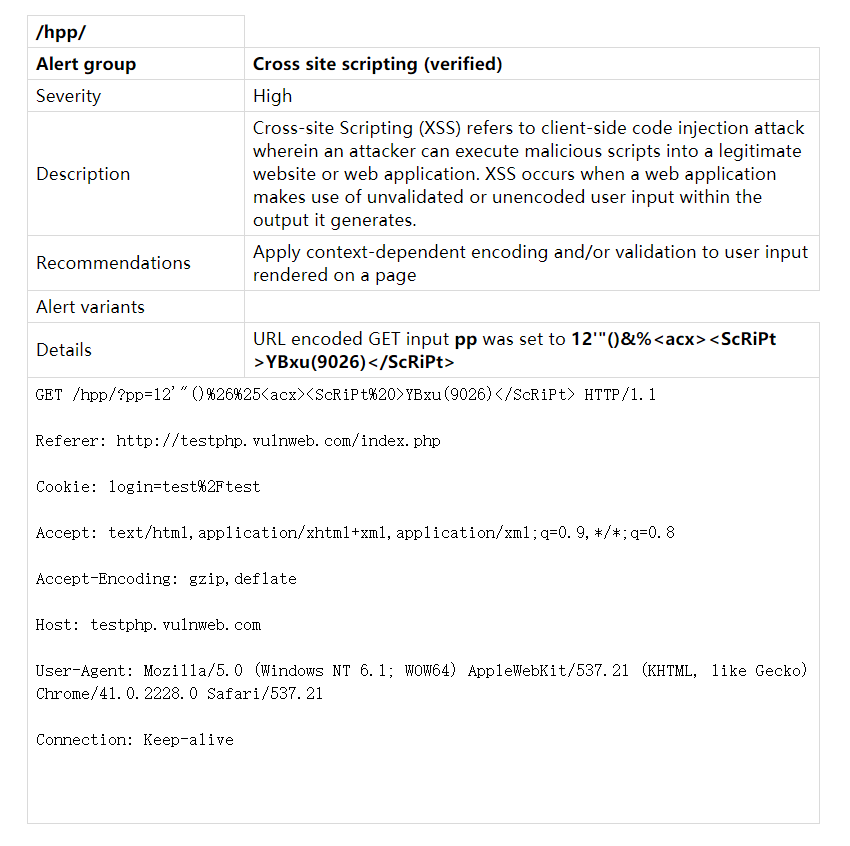 /hpp/
Alert group
Cross site scripting (verified)
Severity
High
Description
Cross-site Scripting (XSS) refers to client-side code injection attack
wherein an attacker can execute malicious scripts into a legitimate
website or web application. XSS occurs when a web application
makes use of unvalidated or unencoded user input within the
output it generates.
Recommendations
Apply context-dependent encoding and/or validation to user input
rendered on a page
Alert variants
Details
URL encoded GET input pp was set to 12'"()&%<acx><ScRiPt
>YBxu(9026)</ScRiPt>
GET /hpp/?pp=12'"()%26%25<acx><ScRiPt%20>YBxu(9026)</ScRiPt> HTTP/1.1
Referer: http://testphp.vulnweb.com/index.php
Cookie: login=test%2Ftest
Accept: text/html,application/xhtml+xml,application/xml;q=0.9,*/*;q=0.8
Accept-Encoding: gzip,deflate
Host: testphp.vulnweb.com
User-Agent: Mozilla/5.0 (Windows NT 6.1; WOW64) AppleWebKit/537.21 (KHTML, like Gecko)
Chrome/41.0.2228.0 Safari/537.21
Connection: Keep-alive